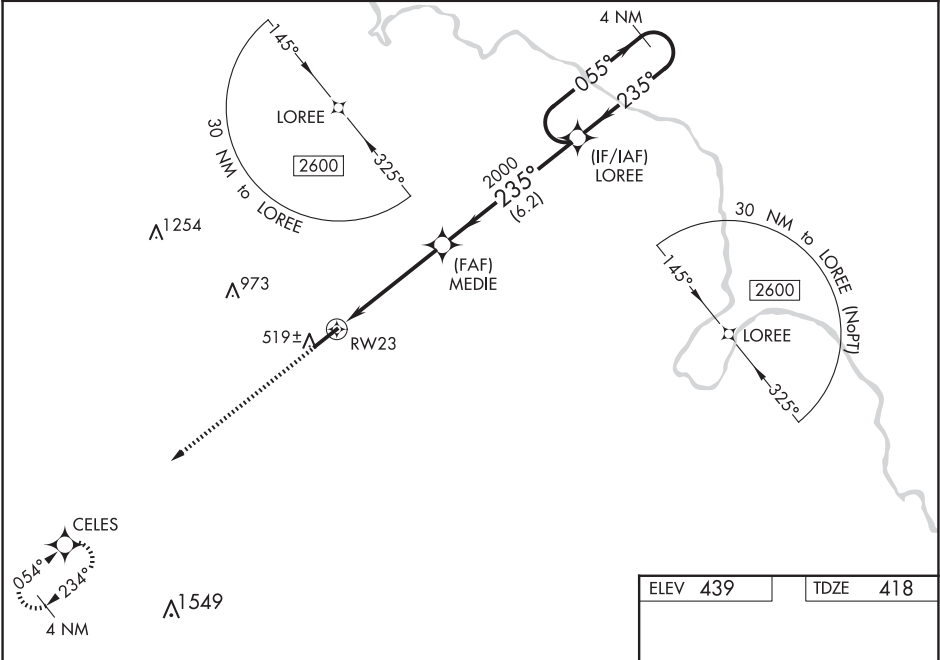 4 NM
145°
055°
235°
LOREE
(IF/IAF)
LOREE
2600
325°
30 NM to LOREE
2000
235°
(6.2)
1254
(FAF)
MEDIE
30 NM to LOREE (NoPT)
145°
973
2600
519±
RW23
LOREE
325°
CELES
054°
234°
4 NM
1549
ELEV 439
TDZE 418